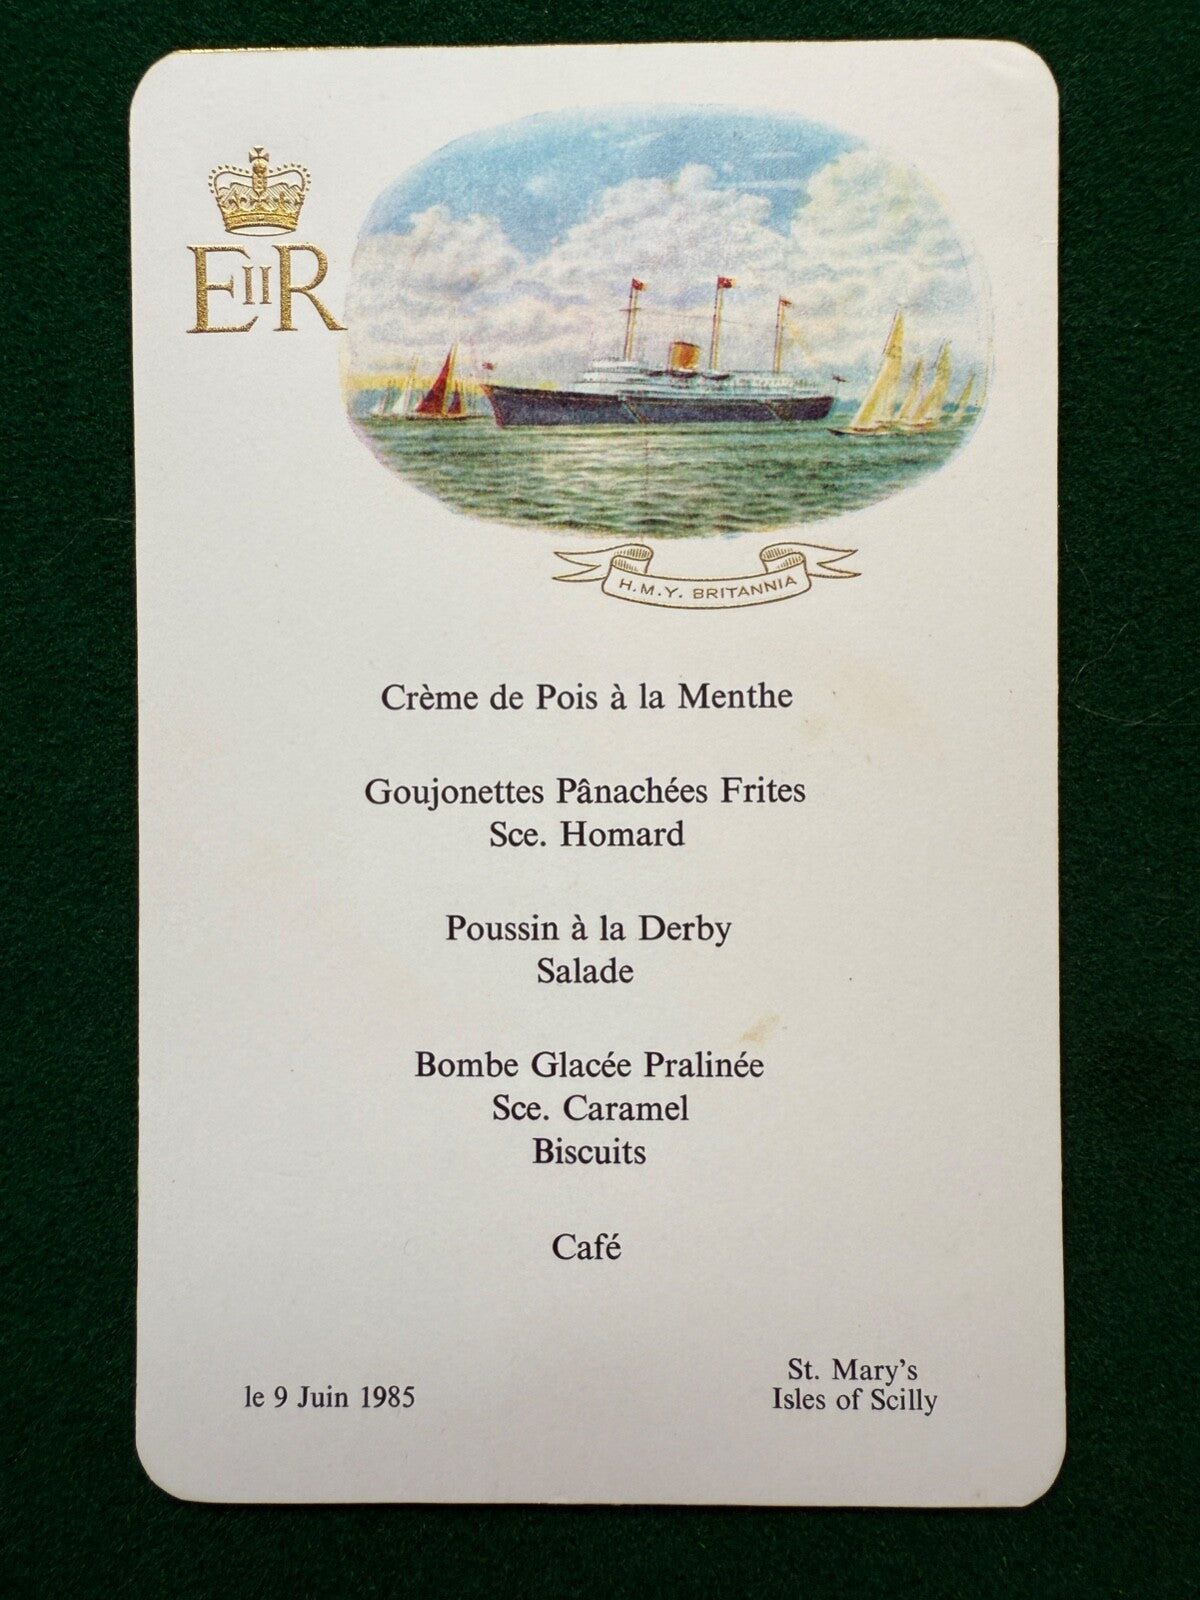 EIIR
H.M.Y. BRITANNIA
Crème de Pois à la Menthe
Goujonettes Pânachées Frites
Sce. Homard
Poussin à la Derby
Salade
Bombe Glacée Pralinée
Sce. Caramel
Biscuits
Café
le 9 Juin 1985
St. Mary's
Isles of Scilly